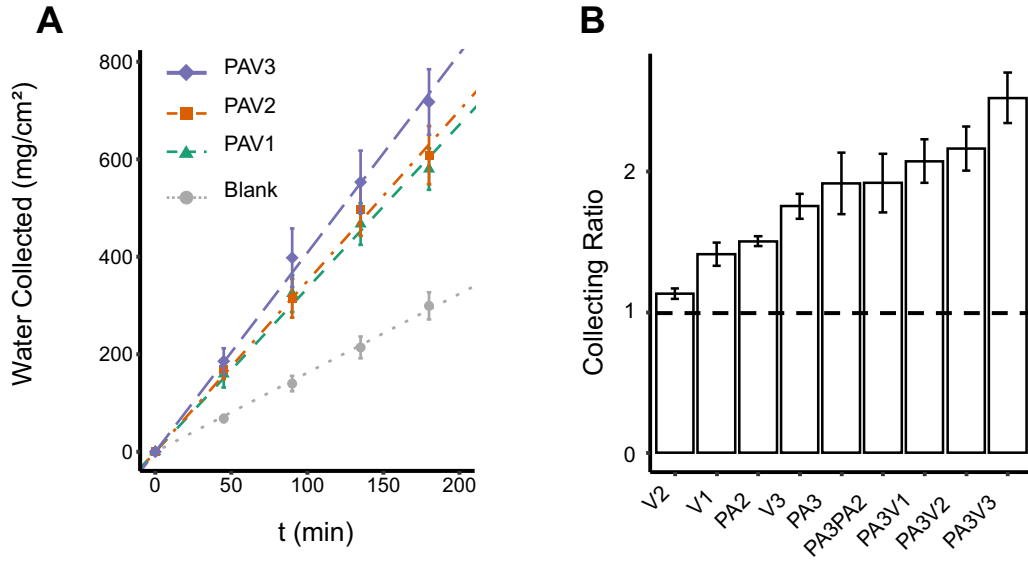 A
Water Collected (mg/cm²)
800
600
400
200
0
PAV3
PAV2
PAV1
Blank
0 50 100 150 200
t (min)
B
Collecting Ratio
2
1
0
V2 V1 PA2 V3 PA3 PA3PA2 PA3V1 PA3V2 PA3V3